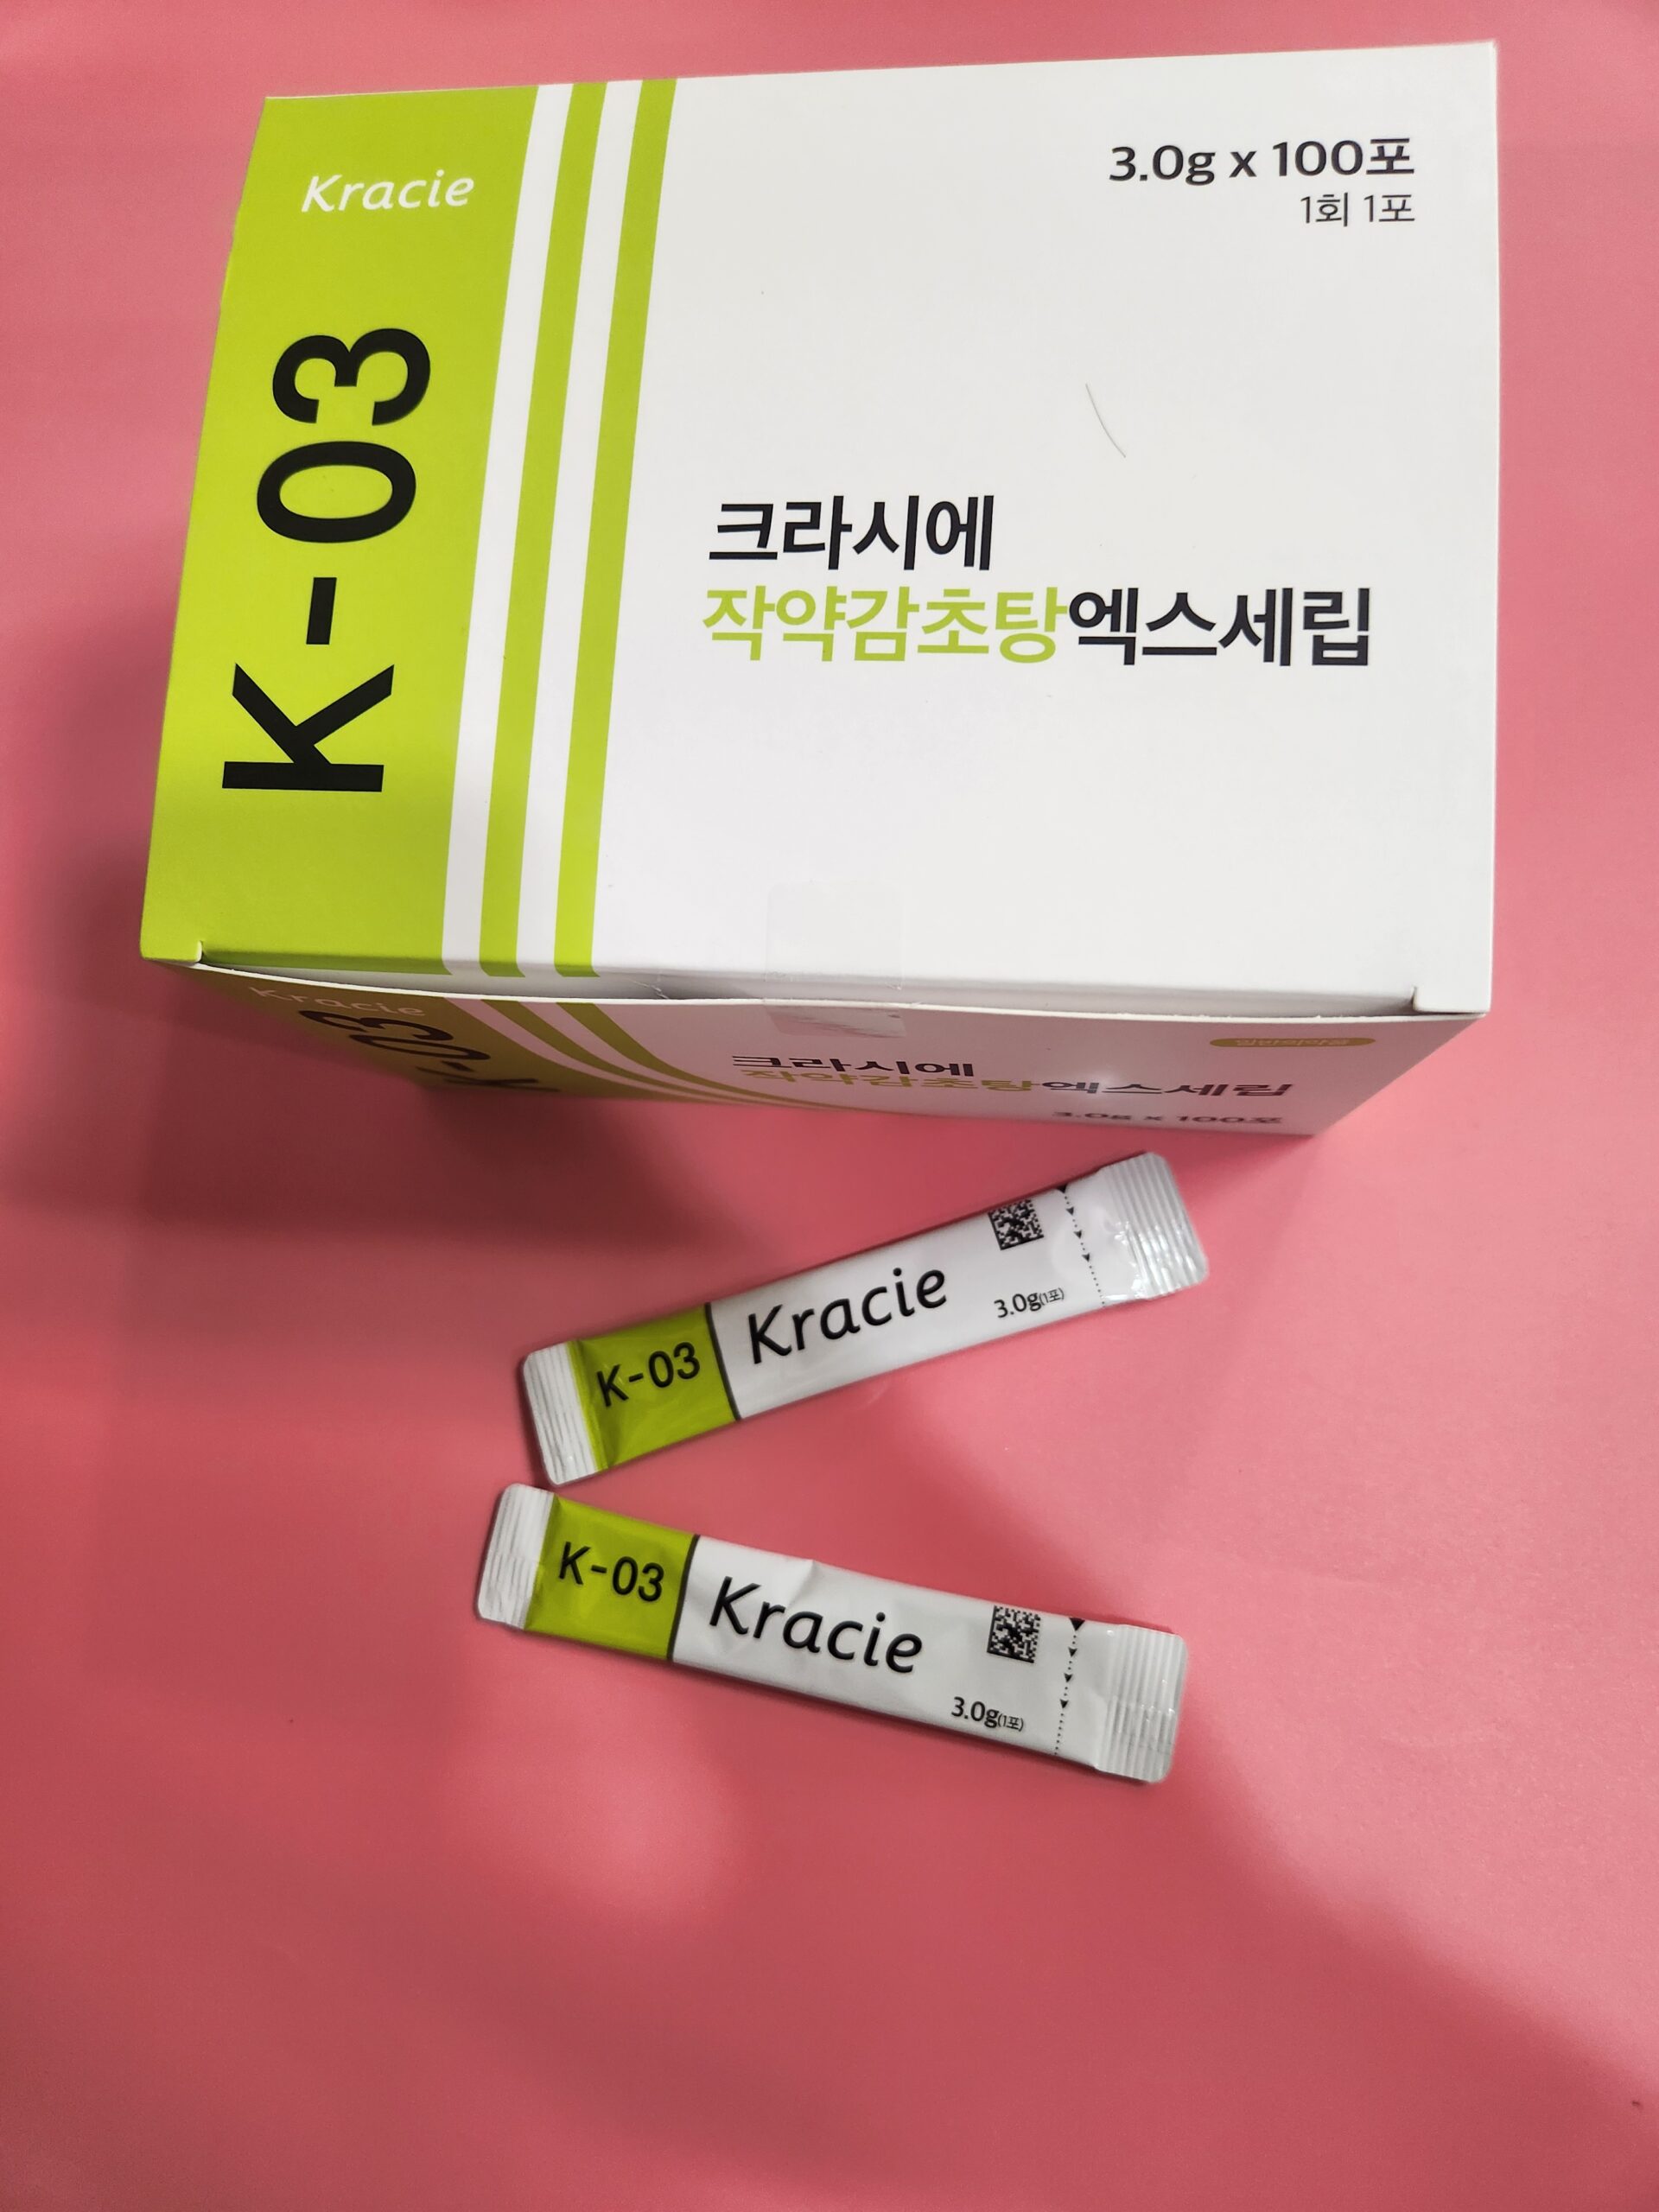 Kracie
K-03
3.0g x 100포
1회 1포
크라시에
작약감초탕엑스세립
Kracie
K-03
크라시에
작약감초탕엑스세립
3.0g x 100포
K-03
Kracie
3.0g(1포)
K-03
Kracie
3.0g(1포)